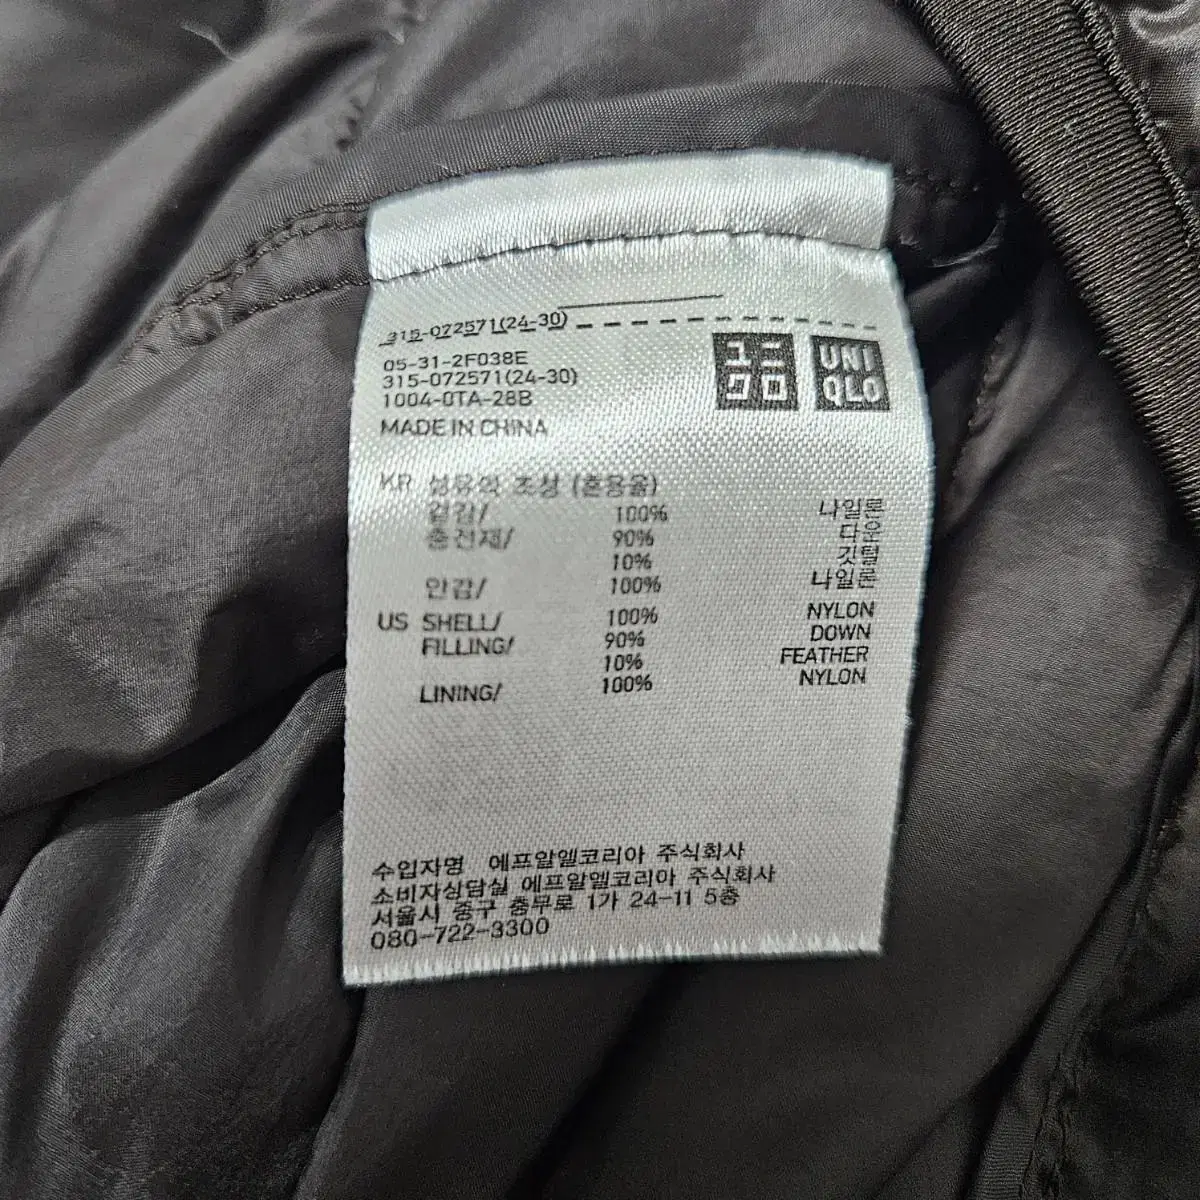 315-072571(24-30)
05-31-2F038E
315-072571(24-30)
1004-0TA-28B
MADE IN CHINA
ユニクロ
UNIQLO
KR 섬유의 조성 (혼용율)
겉감/ 100% 나일론
충전재/ 90% 다운
10% 깃털
안감/ 100% 나일론
US SHELL/ 100% NYLON
FILLING/ 90% DOWN
10% FEATHER
LINING/ 100% NYLON
수입자명 에프알엘코리아 주식회사
소비자상담실 에프알엘코리아 주식회사
서울시 중구 충무로 1가 24-11 5층
080-722-3300